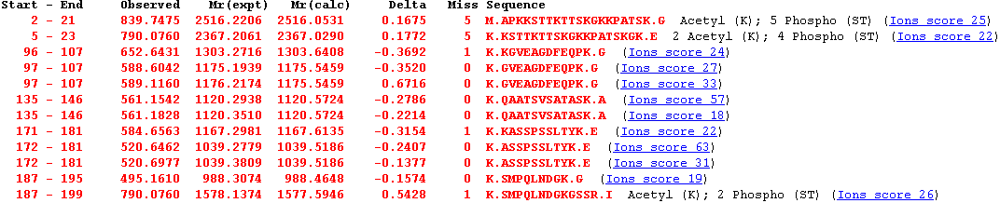 Start - End Observed Mr(expt) Mr(calc) Delta Miss Sequence
2 - 21 839.7475 2516.2206 2516.0531 0.1675 5 M.APKKSTTKTTSKGKKPATSK.G Acetyl (K); 5 Phospho (ST) (Ions score 25)
5 - 23 790.0760 2367.2061 2367.0290 0.1772 5 K.KSTTKTTSKGKKPATSKGK.E 2 Acetyl (K); 4 Phospho (ST) (Ions score 22)
96 - 107 652.6431 1303.2716 1303.6408 -0.3692 1 K.KGVEAGDFEQPK.G (Ions score 24)
97 - 107 588.6042 1175.1939 1175.5459 -0.3520 0 K.GVEAGDFEQPK.G (Ions score 27)
97 - 107 589.1160 1176.2174 1175.5459 0.6716 0 K.GVEAGDFEQPK.G (Ions score 33)
135 - 146 561.1542 1120.2938 1120.5724 -0.2786 0 K.QAATSVSATASK.A (Ions score 57)
135 - 146 561.1828 1120.3510 1120.5724 -0.2214 0 K.QAATSVSATASK.A (Ions score 18)
171 - 181 584.6563 1167.2981 1167.6135 -0.3154 1 K.KASSPSSLTYK.E (Ions score 22)
172 - 181 520.6462 1039.2779 1039.5186 -0.2407 0 K.ASSPSSLTYK.E (Ions score 63)
172 - 181 520.6977 1039.3809 1039.5186 -0.1377 0 K.ASSPSSLTYK.E (Ions score 31)
187 - 195 495.1610 988.3074 988.4648 -0.1574 0 K.SMPQLNDGK.G (Ions score 19)
187 - 199 790.0760 1578.1374 1577.5946 0.5428 1 K.SMPQLNDGKGSSR.I Acetyl (K); 2 Phospho (ST) (Ions score 26)